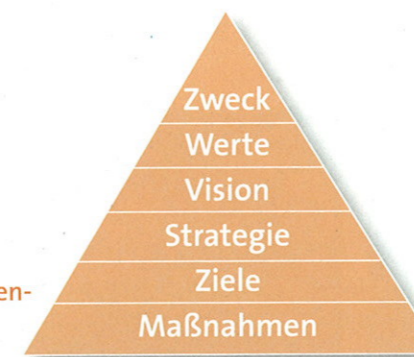 Zweck
Werte
Vision
Strategie
Ziele
en-
Maßnahmen